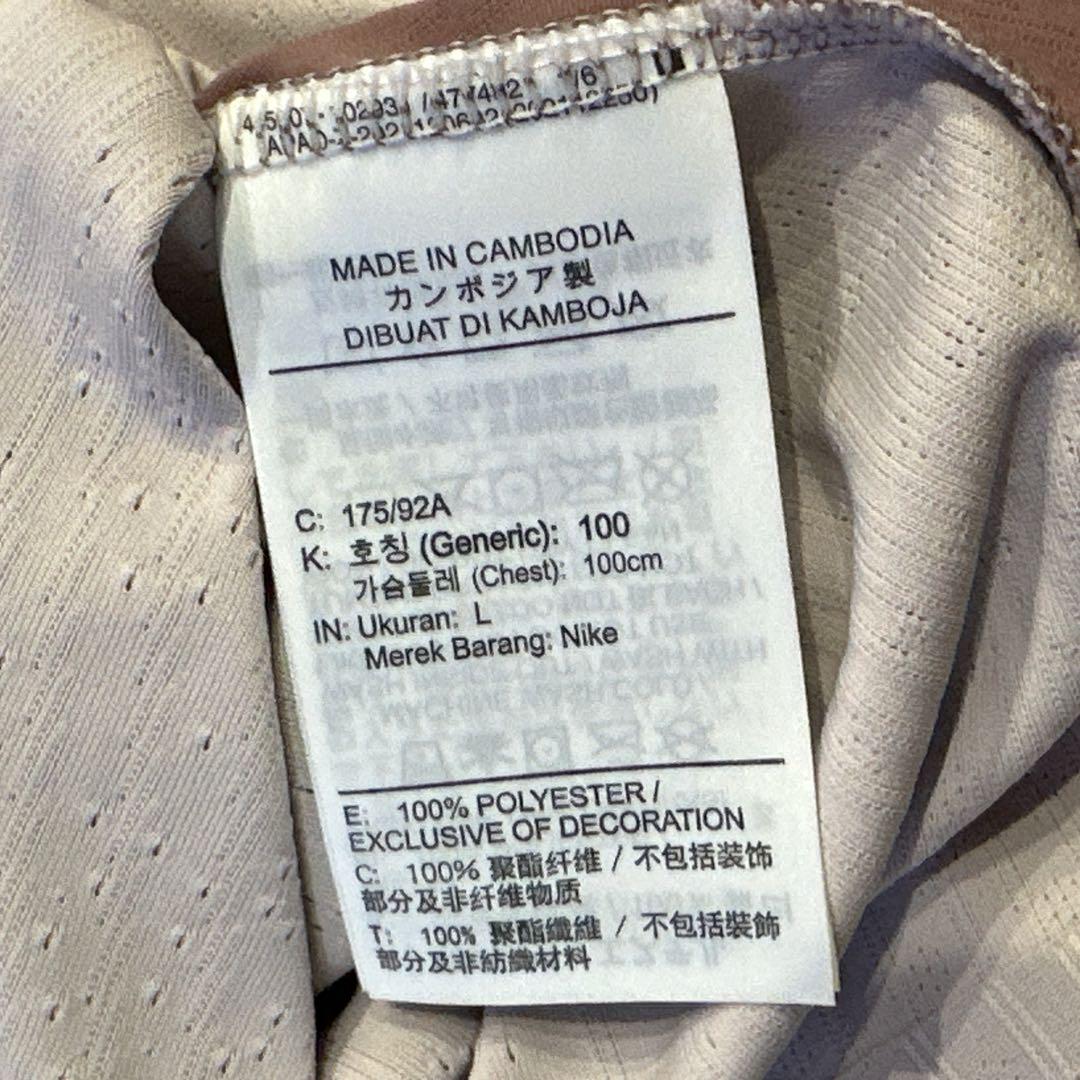 MADE IN CAMBODIA
カンボジア製
DIBUAT DI KAMBOJA
C: 175/92A
K: 호칭 (Generic): 100
가슴둘레 (Chest): 100cm
IN: Ukuran: L
Merek Barang: Nike
E: 100% POLYESTER /
EXCLUSIVE OF DECORATION
C: 100% 聚酯纤维 / 不包括装饰
部分及非纤维物质
T: 100% 聚酯纖維 / 不包括裝飾
部分及非紡織材料